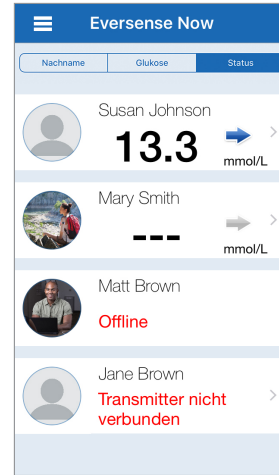 Eversense Now
Nachname Glukose Status
Susan Johnson
13.3
mmol/L
Mary Smith
---
mmol/L
Matt Brown
Offline
Jane Brown
Transmitter nicht
verbunden